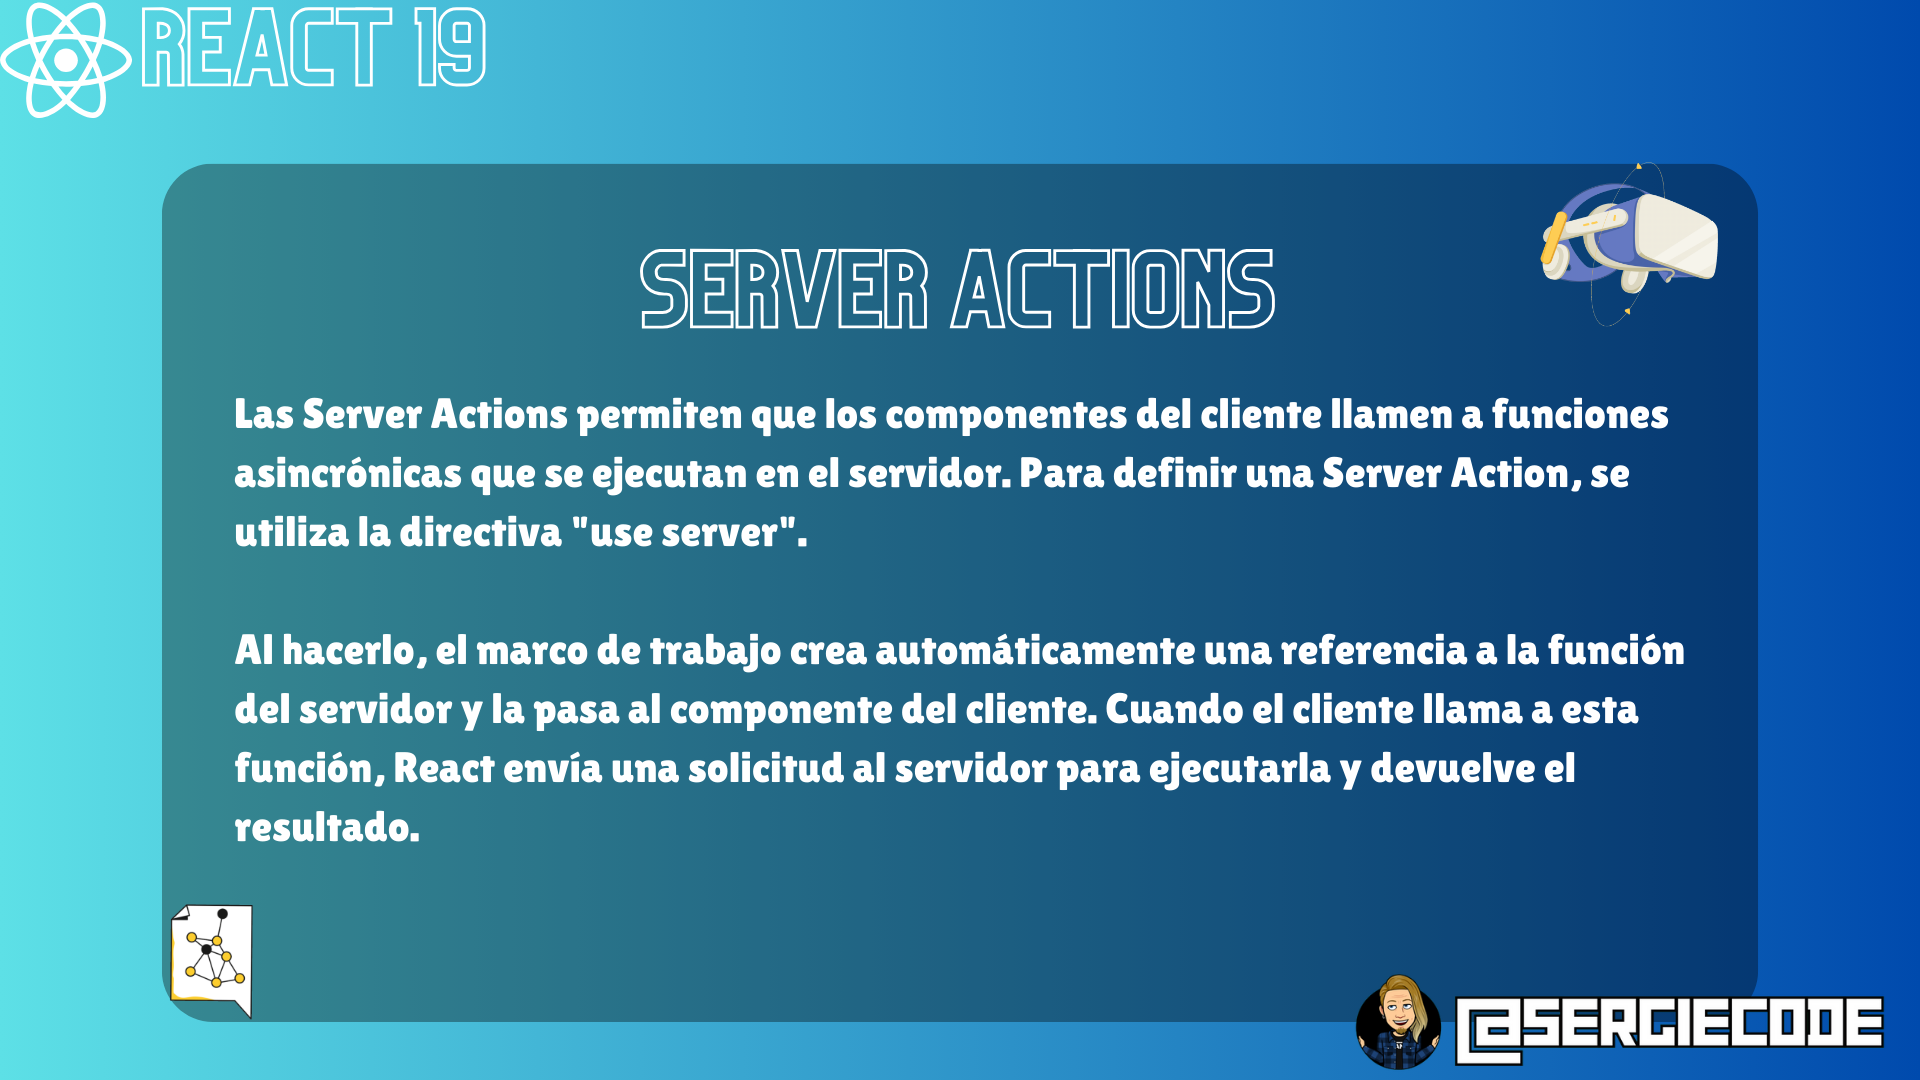 REACT 19
SERVER ACTIONS
Las Server Actions permiten que los componentes del cliente llamen a funciones
asincrónicas que se ejecutan en el servidor. Para definir una Server Action, se
utiliza la directiva "use server".
Al hacerlo, el marco de trabajo crea automáticamente una referencia a la función
del servidor y la pasa al componente del cliente. Cuando el cliente llama a esta
función, React envía una solicitud al servidor para ejecutarla y devuelve el
resultado.
@SERGIECODE